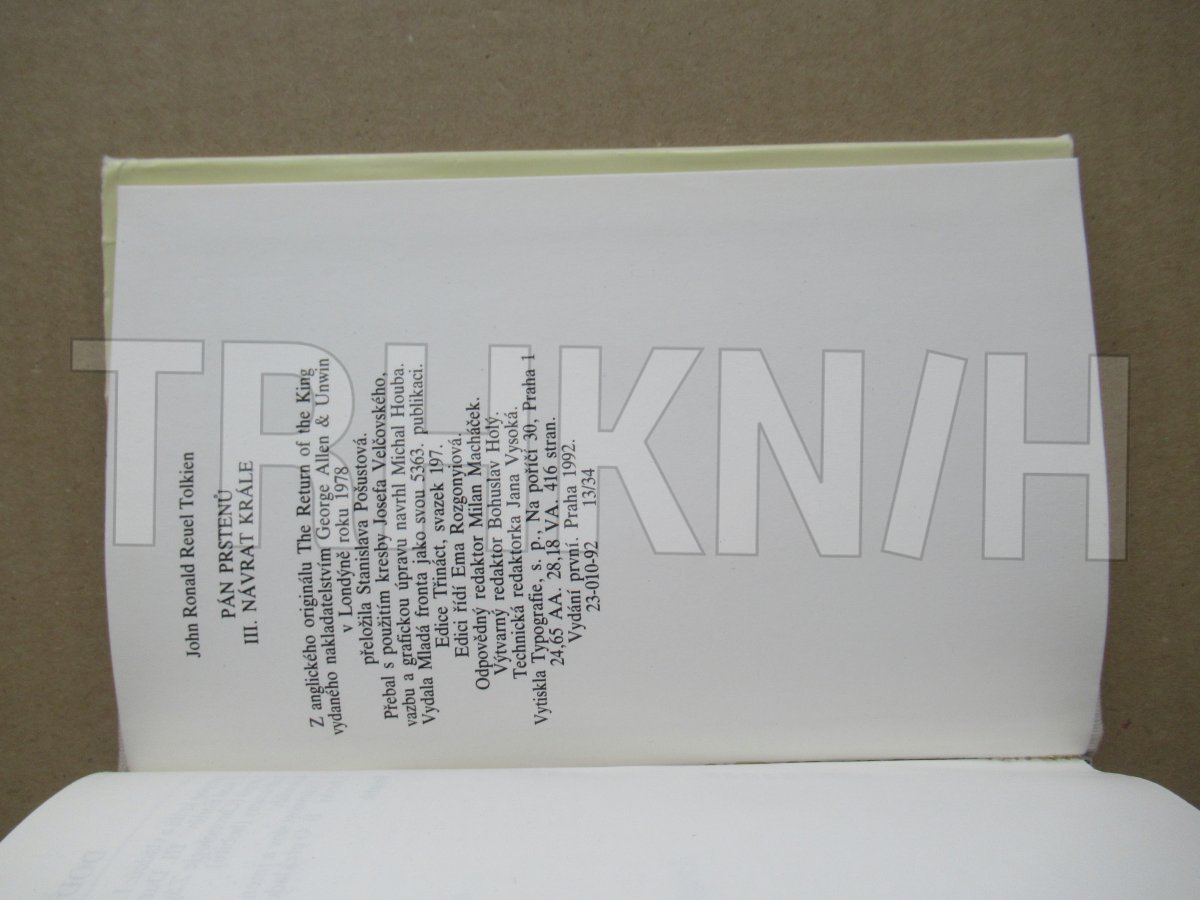 John Ronald Reuel Tolkien
PÁN PRSTENŮ
III. NÁVRAT KRÁLE
Z anglického originálu The Return of the King
vydaného nakladatelstvím George Allen & Unwin
v Londýně roku 1978
přeložila Stanislava Pošustová.
Přebal s použitím kresby Josefa Velčovského,
vazbu a grafickou úpravu navrhl Michal Houba.
Vydala Mladá fronta jako svou 5363. publikaci.
Edice Třináct, svazek 197.
Edici řídí Ema Rozgonyiová.
Odpovědný redaktor Milan Macháček.
Výtvarný redaktor Bohuslav Holý.
Technická redaktorka Jana Vysoká.
Vytiskla Typografie, s. p., Na poříčí 30, Praha 1
24,65 AA. 28,18 VA. 416 stran.
Vydání první. Praha 1992.
23-010-92 13/34
TRHKNIH